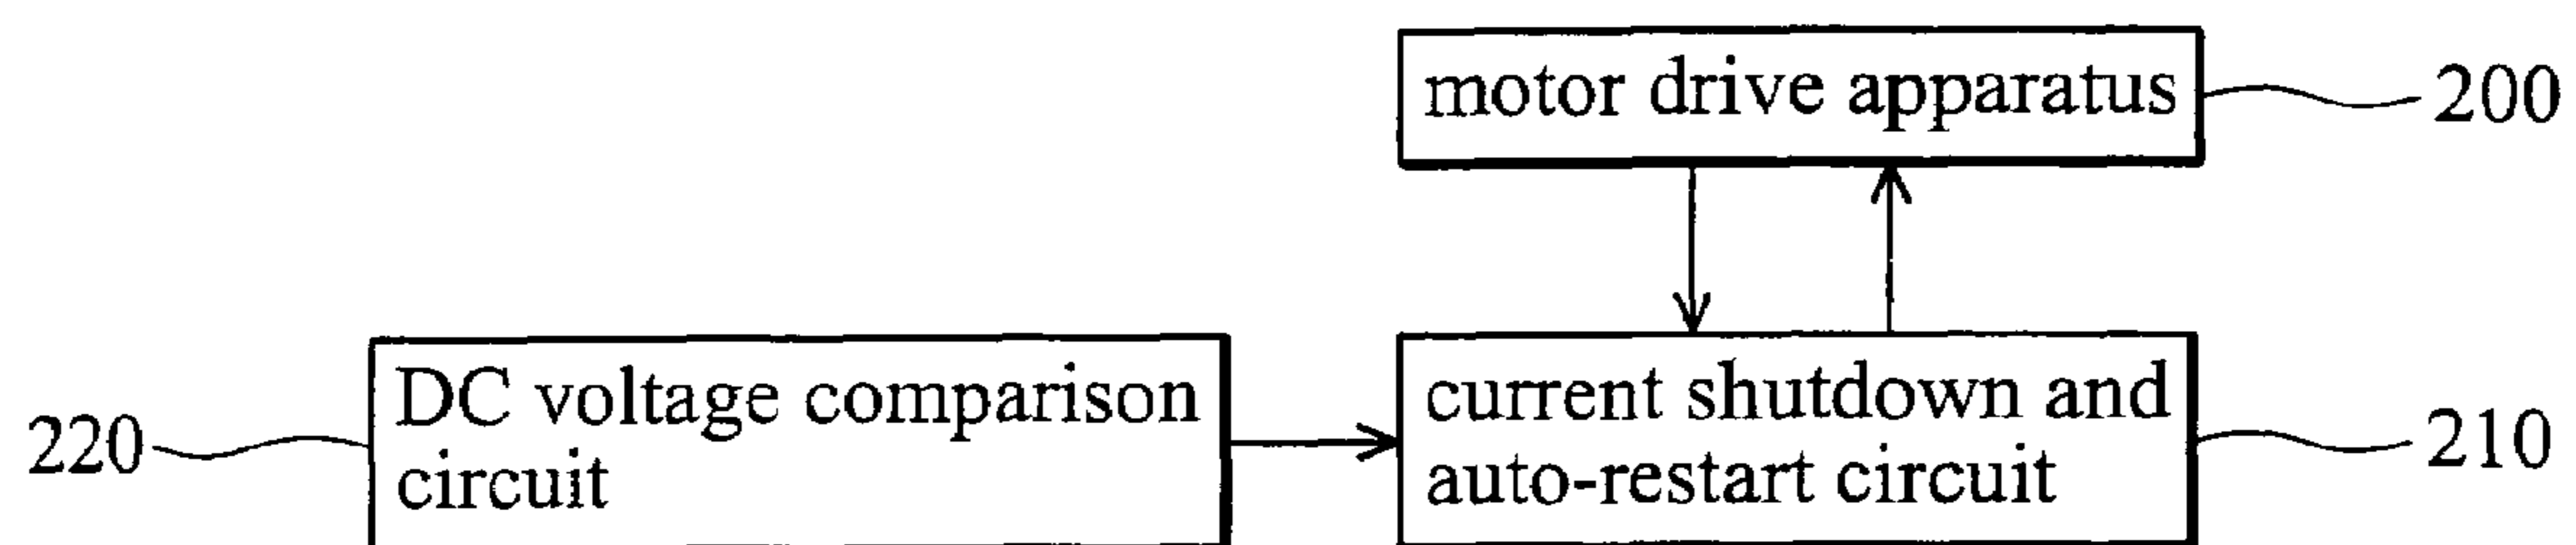 motor drive apparatus
200
220
DC voltage comparison
circuit
current shutdown and
auto-restart circuit
210